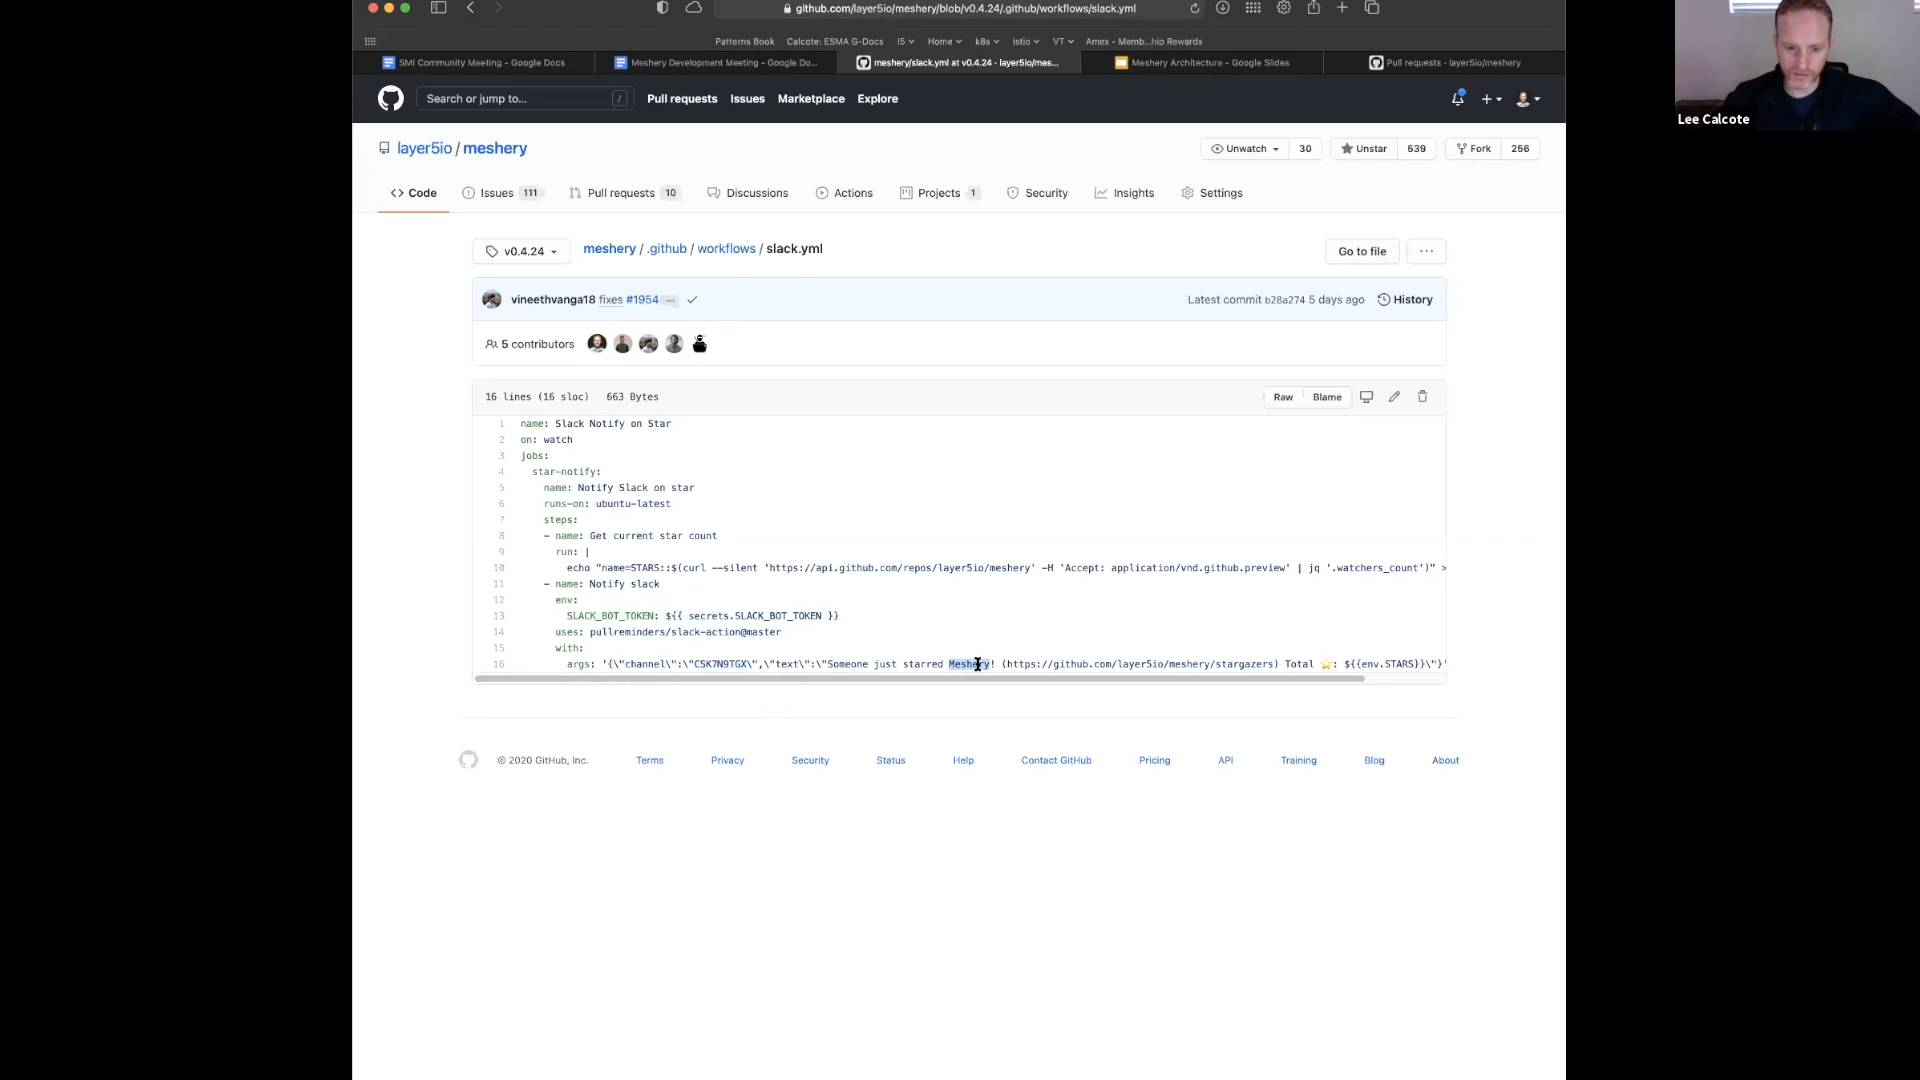 github.com/layer5io/meshery/blob/v0.4.24/.github/workflows/slack.yml
Patterns Book Calcote: ESMA G-Docs l5 Home k8s istio VT Amex - Memb...hip Rewards
SMI Community Meeting - Google Docs Meshery Development Meeting - Google Do... meshery/slack.yml at v0.4.24 · layer5io/mes... Meshery Architecture - Google Slides Pull requests · layer5io/meshery
Search or jump to... / Pull requests Issues Marketplace Explore
Lee Calcote
layer5io / meshery Unwatch 30 Unstar 539 Fork 256
<> Code Issues 111 Pull requests 10 Discussions Actions Projects 1 Security Insights Settings
v0.4.24 meshery / .github / workflows / slack.yml Go to file ...
vineethvanga18 fixes #1954 ... Latest commit b28a274 5 days ago History
5 contributors
16 lines (16 sloc) 663 Bytes Raw Blame
1 name: Slack Notify on Star
2 on: watch
3 jobs:
4 star-notify:
5 name: Notify Slack on star
6 runs-on: ubuntu-latest
7 steps:
8 - name: Get current star count
9 run: |
10 echo "name=STARS::$(curl --silent 'https://api.github.com/repos/layer5io/meshery' -H 'Accept: application/vnd.github.preview' | jq '.watchers_count')" >
11 - name: Notify slack
12 env:
13 SLACK_BOT_TOKEN: ${{ secrets.SLACK_BOT_TOKEN }}
14 uses: pullreminders/slack-action@master
15 with:
16 args: '{\"channel\":\"CSK7N9TGX\",\"text\":\"Someone just starred Meshery! (https://github.com/layer5io/meshery/stargazers) Total ⭐: ${{env.STARS}}\"}'
© 2020 GitHub, Inc. Terms Privacy Security Status Help Contact GitHub Pricing API Training Blog About